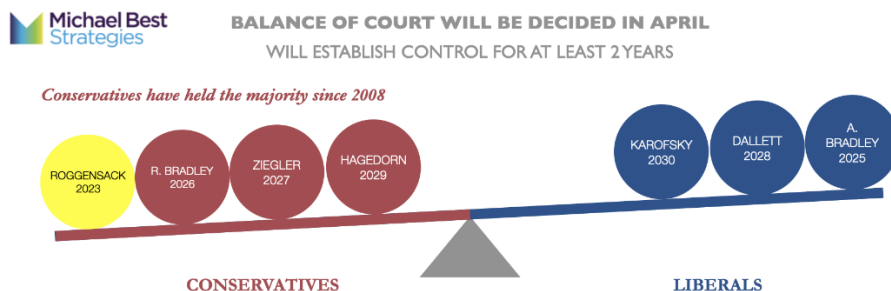 Michael Best
Strategies
BALANCE OF COURT WILL BE DECIDED IN APRIL
WILL ESTABLISH CONTROL FOR AT LEAST 2 YEARS
Conservatives have held the majority since 2008
ROGGENSACK
2023
R. BRADLEY
2026
ZIEGLER
2027
HAGEDORN
2029
KAROFSKY
2030
DALLETT
2028
A.
BRADLEY
2025
CONSERVATIVES
LIBERALS